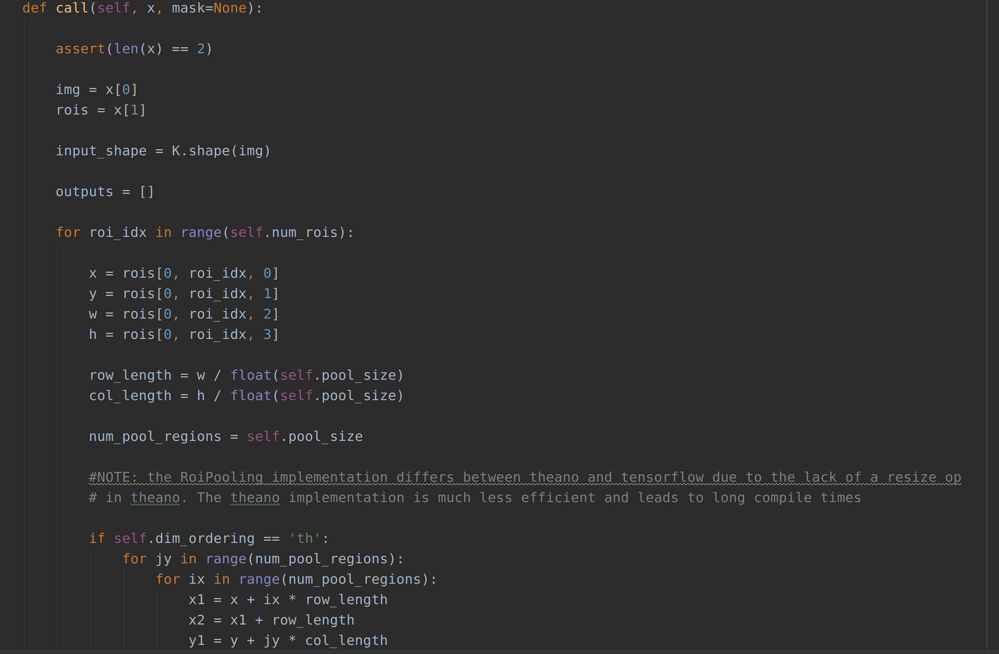 def call(self, x, mask=None):

    assert(len(x) == 2)

    img = x[0]
    rois = x[1]

    input_shape = K.shape(img)

    outputs = []

    for roi_idx in range(self.num_rois):

        x = rois[0, roi_idx, 0]
        y = rois[0, roi_idx, 1]
        w = rois[0, roi_idx, 2]
        h = rois[0, roi_idx, 3]

        row_length = w / float(self.pool_size)
        col_length = h / float(self.pool_size)

        num_pool_regions = self.pool_size

        #NOTE: the RoiPooling implementation differs between theano and tensorflow due to the lack of a resize op
        # in theano. The theano implementation is much less efficient and leads to long compile times

        if self.dim_ordering == 'th':
            for jy in range(num_pool_regions):
                for ix in range(num_pool_regions):
                    x1 = x + ix * row_length
                    x2 = x1 + row_length
                    y1 = y + jy * col_length